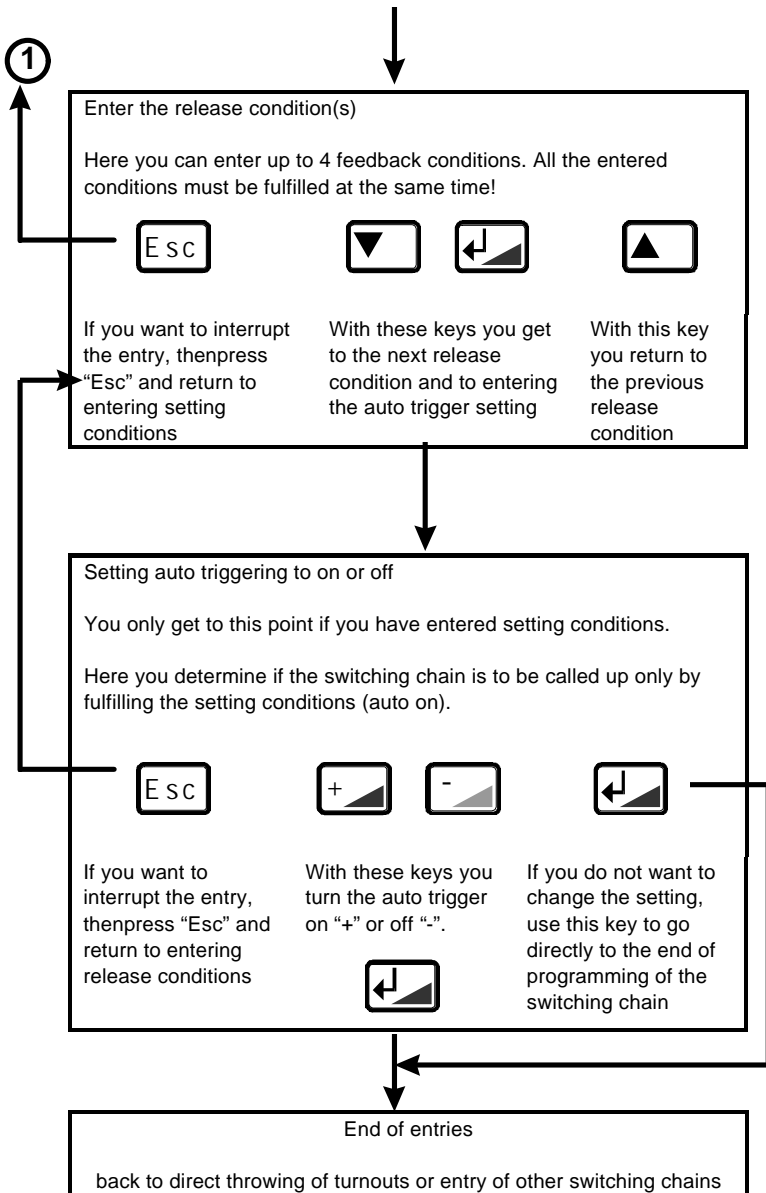 1
Enter the release condition(s)
Here you can enter up to 4 feedback conditions. All the entered
conditions must be fulfilled at the same time!
Esc
If you want to interrupt
the entry, thenpress
“Esc” and return to
entering setting
conditions
With these keys you get
to the next release
condition and to entering
the auto trigger setting
With this key
you return to
the previous
release
condition
Setting auto triggering to on or off
You only get to this point if you have entered setting conditions.
Here you determine if the switching chain is to be called up only by
fulfilling the setting conditions (auto on).
Esc
+
-
If you want to
interrupt the entry,
thenpress “Esc” and
return to entering
release conditions
With these keys you
turn the auto trigger
on “+” or off “-”.
If you do not want to
change the setting,
use this key to go
directly to the end of
programming of the
switching chain
End of entries
back to direct throwing of turnouts or entry of other switching chains